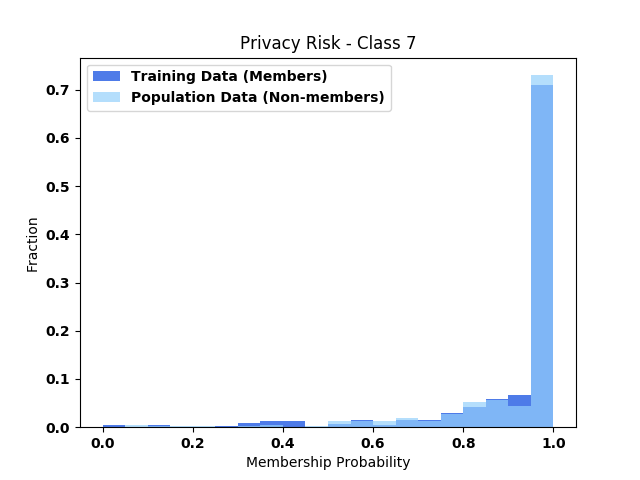 Privacy Risk - Class 7
Training Data (Members)
Population Data (Non-members)
Fraction
0.7
0.6
0.5
0.4
0.3
0.2
0.1
0.0
0.0 0.2 0.4 0.6 0.8 1.0
Membership Probability